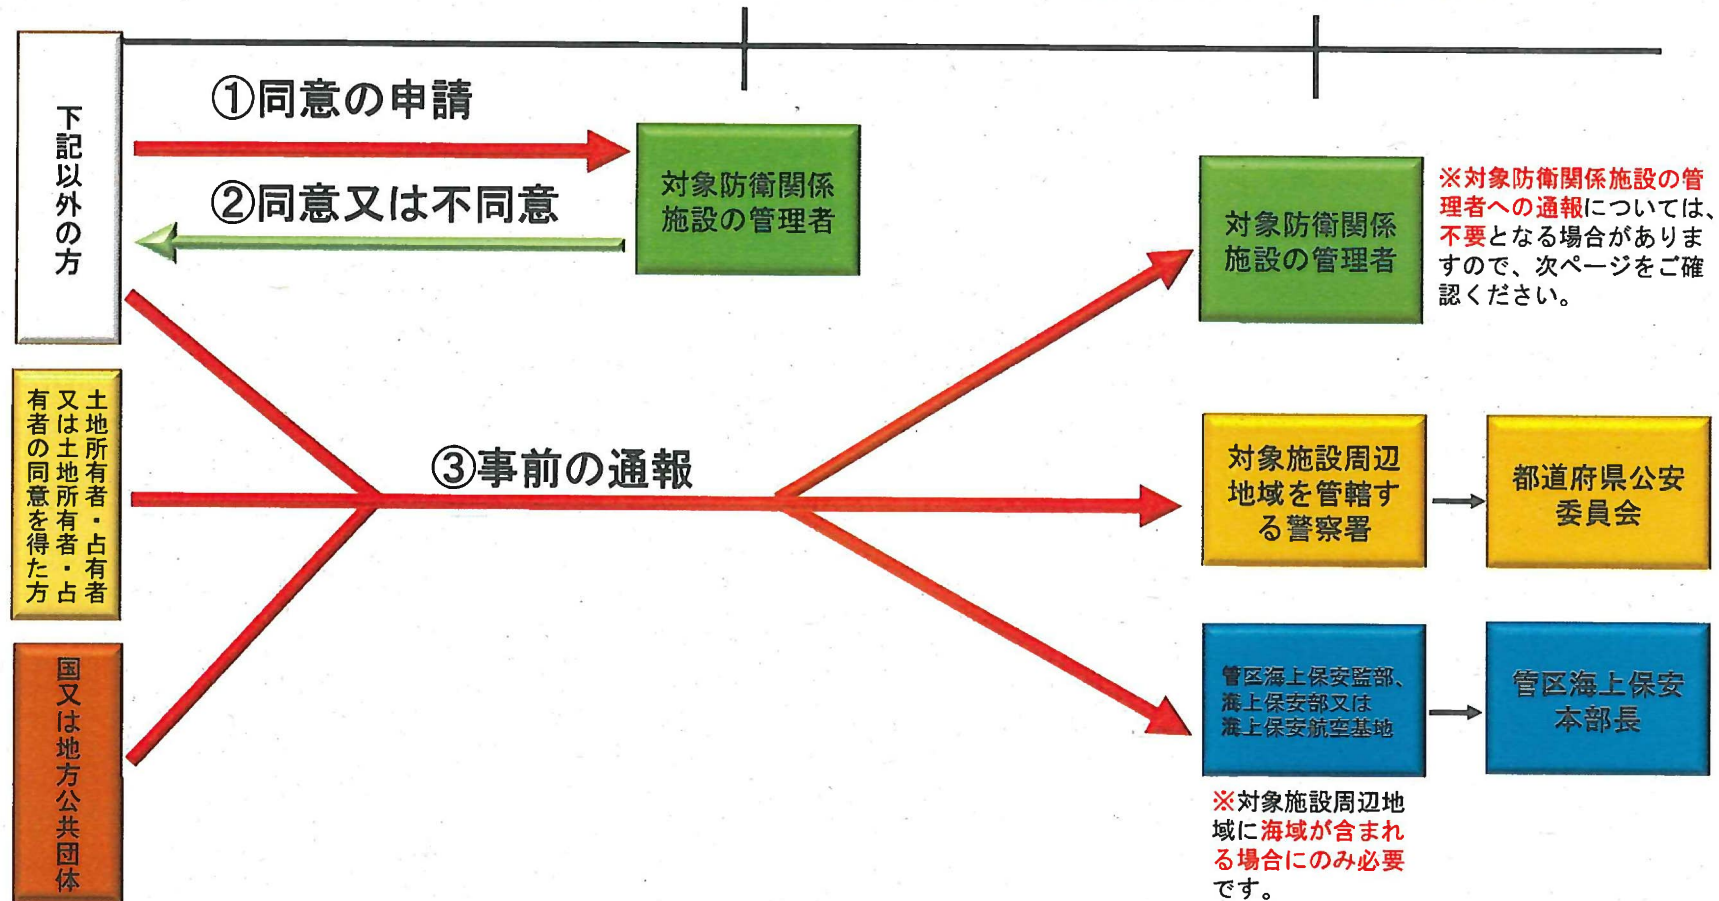 下記以外の方
①同意の申請
②同意又は不同意
対象防衛関係
施設の管理者
対象防衛関係
施設の管理者
※対象防衛関係施設の管
理者への通報については、
不要となる場合がありま
すので、次ページをご確
認ください。
土地所有者・占有者
又は土地所有者・占
有者の同意を得た方
③事前の通報
対象施設周辺
地域を管轄す
る警察署
都道府県公安
委員会
国又は地方公共団体
管区海上保安監部、
海上保安部又は
海上保安航空基地
管区海上保安
本部長
※対象施設周辺地
域に海域が含まれ
る場合にのみ必要
です。